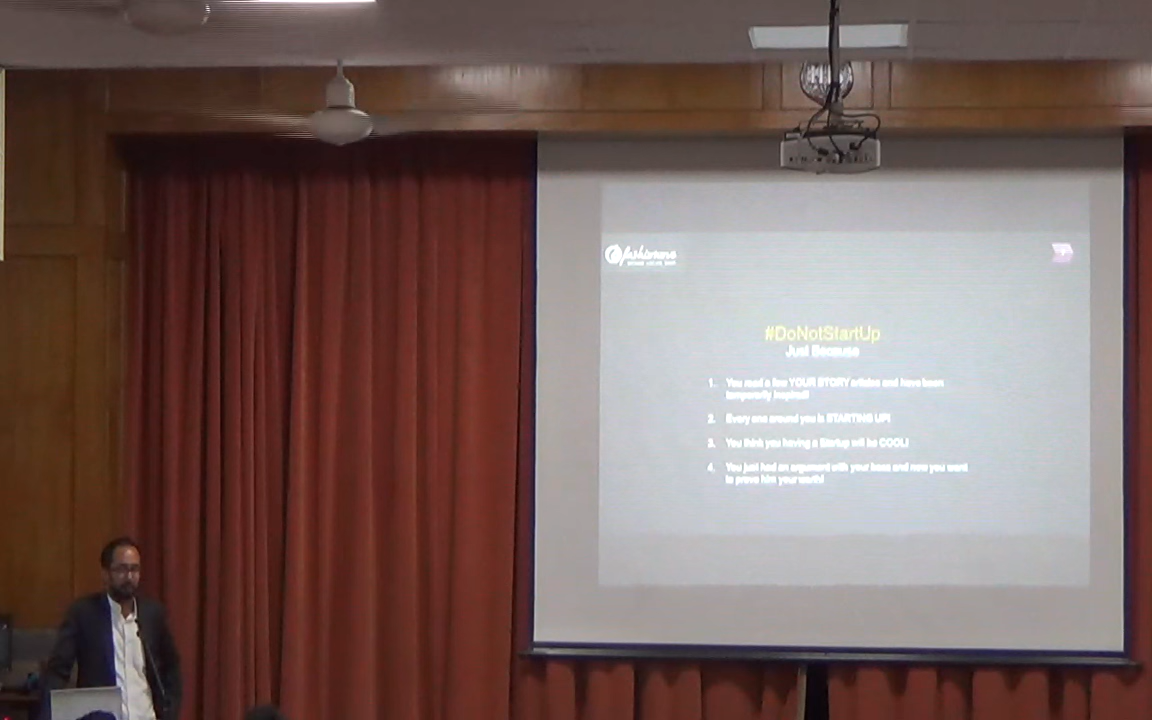 #DoNotStartUp
Just Because
1. You read a few YOUR STORY articles and have been
temporarily inspired!
2. Every one around you is STARTING UP!
3. You think you having a Startup will be COOL!
4. You just had an argument with your boss and now you want
to prove him your worth!